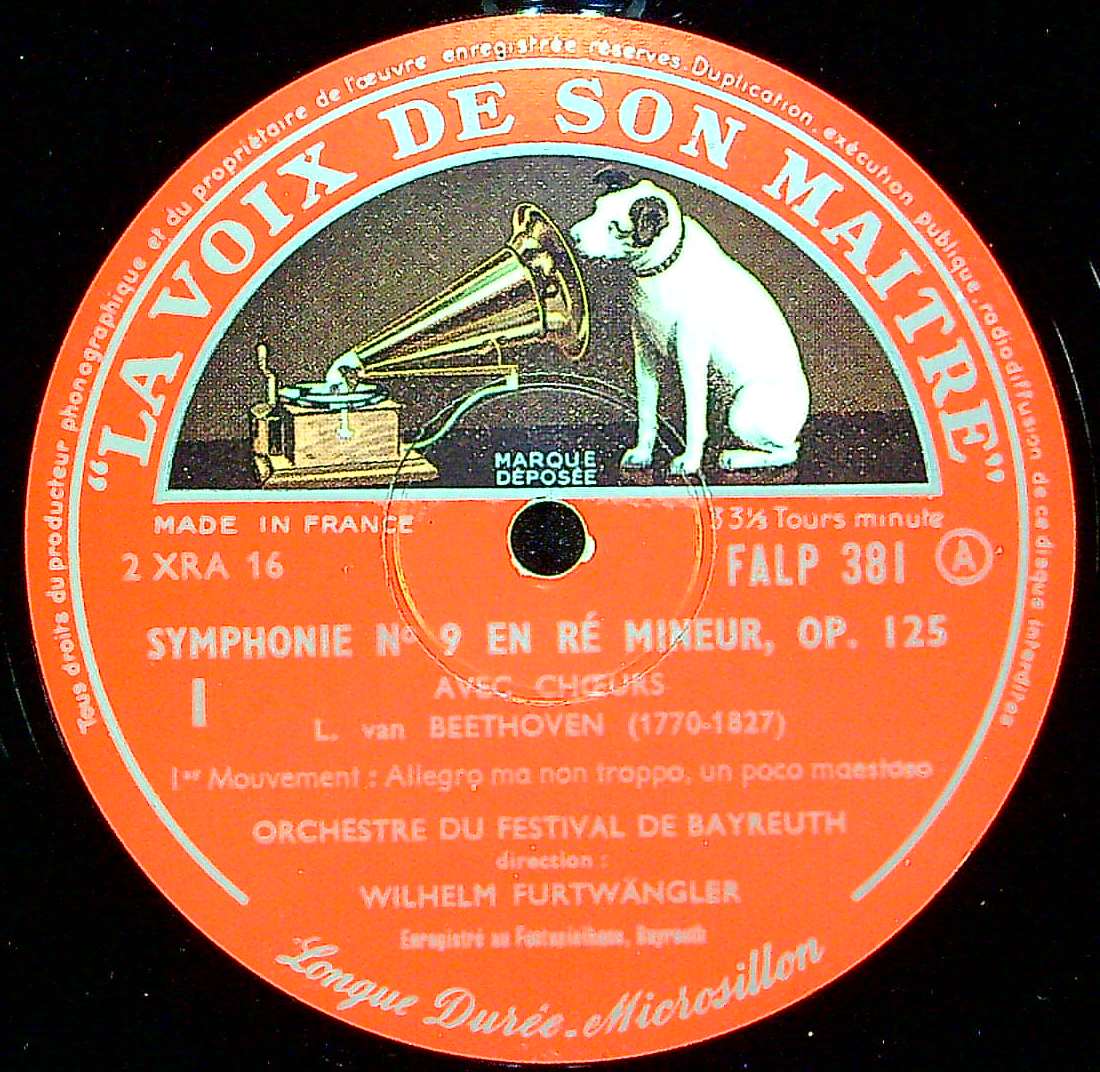 Tous droits du producteur phonographique et du propriétaire de l'œuvre enregistrée réservés. Duplication, exécution publique, radiodiffusion de ce disque interdites
“LA VOIX DE SON MAITRE”
MARQUE
DÉPOSÉE
MADE IN FRANCE
33⅓ Tours minute
2 XRA 16
FALP 381 A
SYMPHONIE Nº 9 EN RÉ MINEUR, OP. 125
I
AVEC CHŒURS
L. van BEETHOVEN (1770-1827)
1er Mouvement : Allegro ma non troppo, un poco maestoso
ORCHESTRE DU FESTIVAL DE BAYREUTH
direction :
WILHELM FURTWÄNGLER
Enregistré au Festspielhaus, Bayreuth
Longue Durée-Microsillon